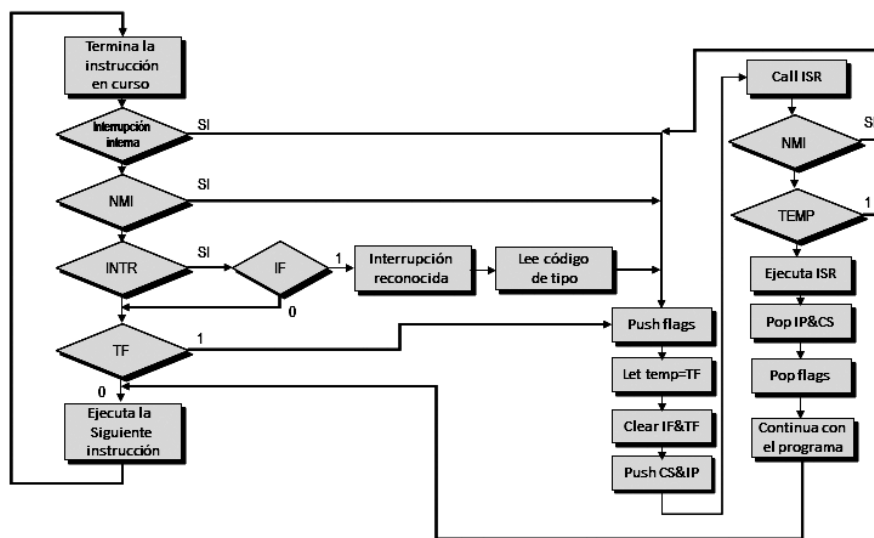 Termina la
instrucción
en curso
SI
Interrupción
interna
SI
NMI
INTR
SI
IF
1
Interrupción
reconocida
Lee código
de tipo
0
TF
1
0
Ejecuta la
Siguiente
instrucción
Push flags
Let temp=TF
Clear IF&TF
Push CS&IP
Call ISR
NMI
SI
TEMP
1
Ejecuta ISR
Pop IP&CS
Pop flags
Continua con
el programa